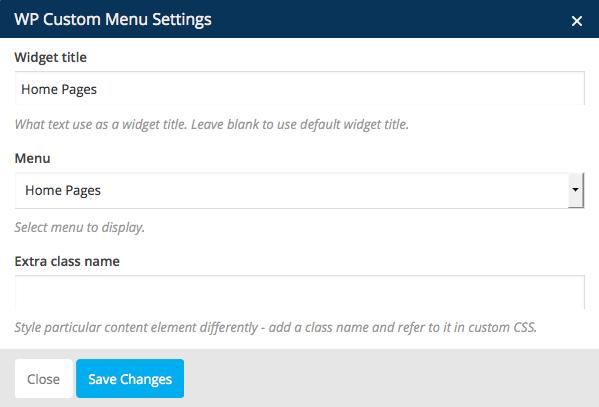 WP Custom Menu Settings
Widget title
Home Pages
What text use as a widget title. Leave blank to use default widget title.
Menu
Home Pages
Select menu to display.
Extra class name
Style particular content element differently - add a class name and refer to it in custom CSS.
Close Save Changes